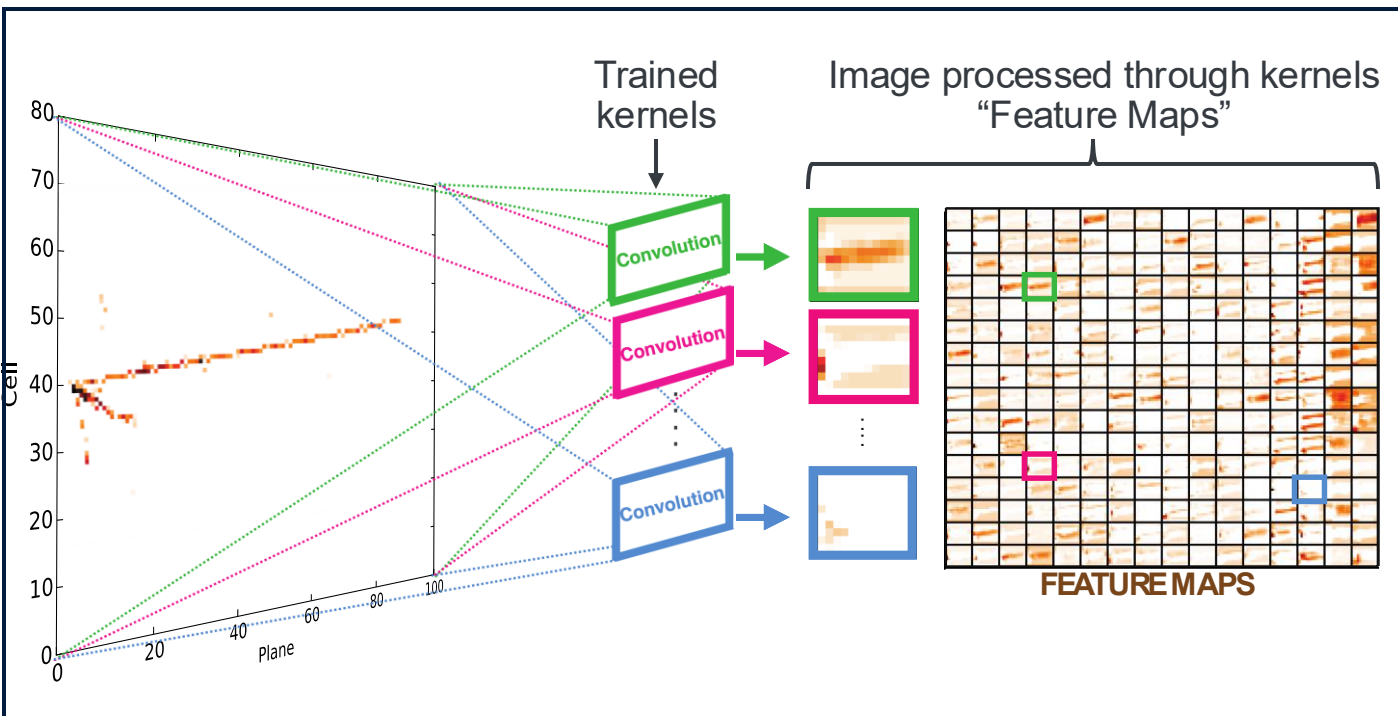 Trained
kernels
Image processed through kernels
“Feature Maps”
80
70
60
50
40
30
20
10
0
Cell
0
20
40
60
80
100
Plane
Convolution
Convolution
Convolution
FEATURE MAPS